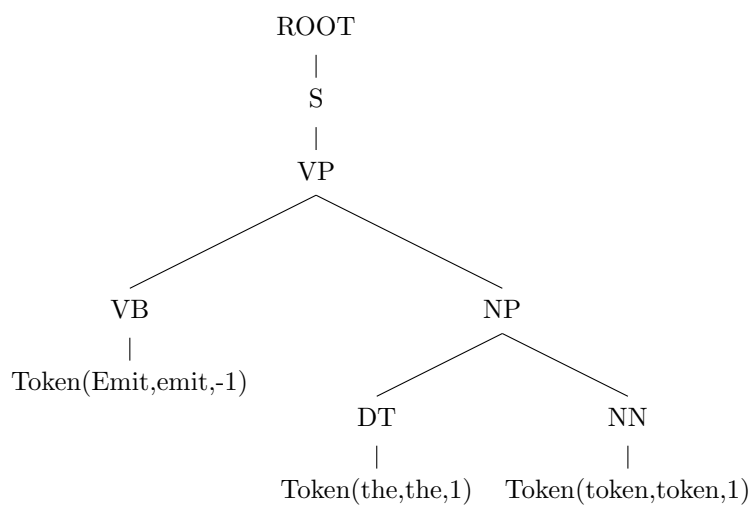 ROOT
S
VP
VB NP
Token(Emit,emit,-1)
DT NN
Token(the,the,1) Token(token,token,1)